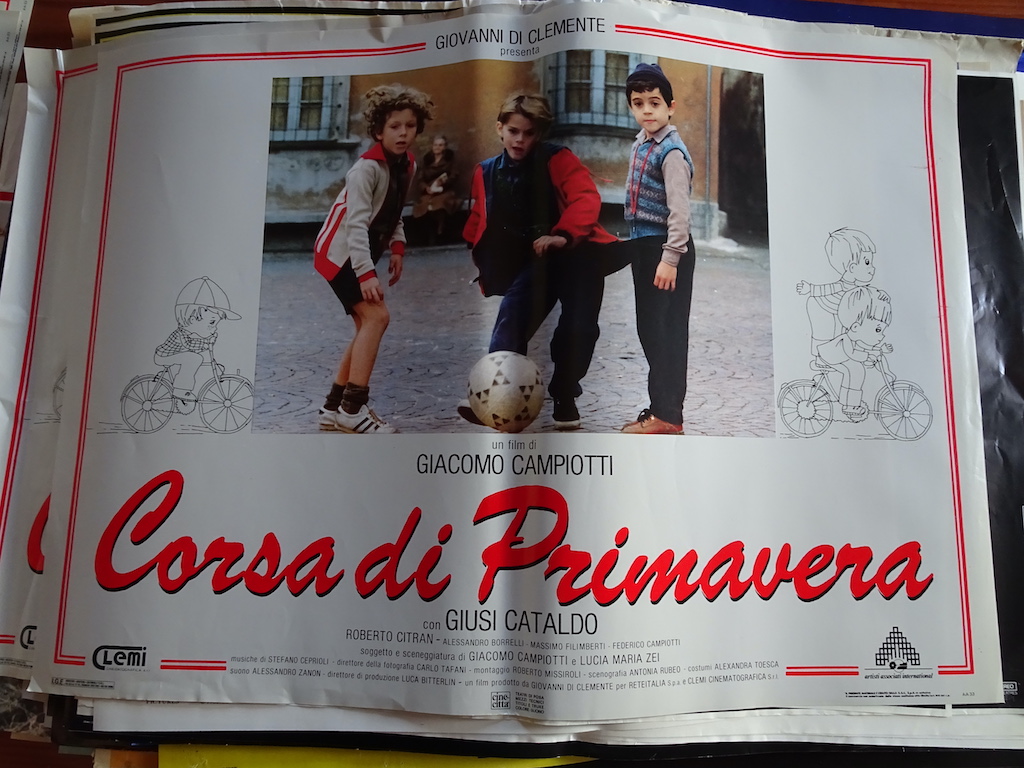 GIOVANNI DI CLEMENTE
presenta
un film di
GIACOMO CAMPIOTTI
Corsa di Primavera
con GIUSI CATALDO
ROBERTO CITRAN - ALESSANDRO BORRELLI - MASSIMO FILIMBERTI - FEDERICO CAMPIOTTI
soggetto e sceneggiatura di GIACOMO CAMPIOTTI e LUCIA MARIA ZEI
musiche di STEFANO CEPRIOLI - direttore della fotografia CARLO TAFANI - montaggio ROBERTO MISSIROLI - scenografia ANTONIA RUBEO - costumi ALEXANDRA TOESCA
suono ALESSANDRO ZANON - direttore di produzione LUCA BITTERLIN - un film prodotto da GIOVANNI DI CLEMENTE per RETEITALIA S.p.a e CLEMI CINEMATOGRAFICA S.r.l.
CLEMI
cine
città
artisti associati international